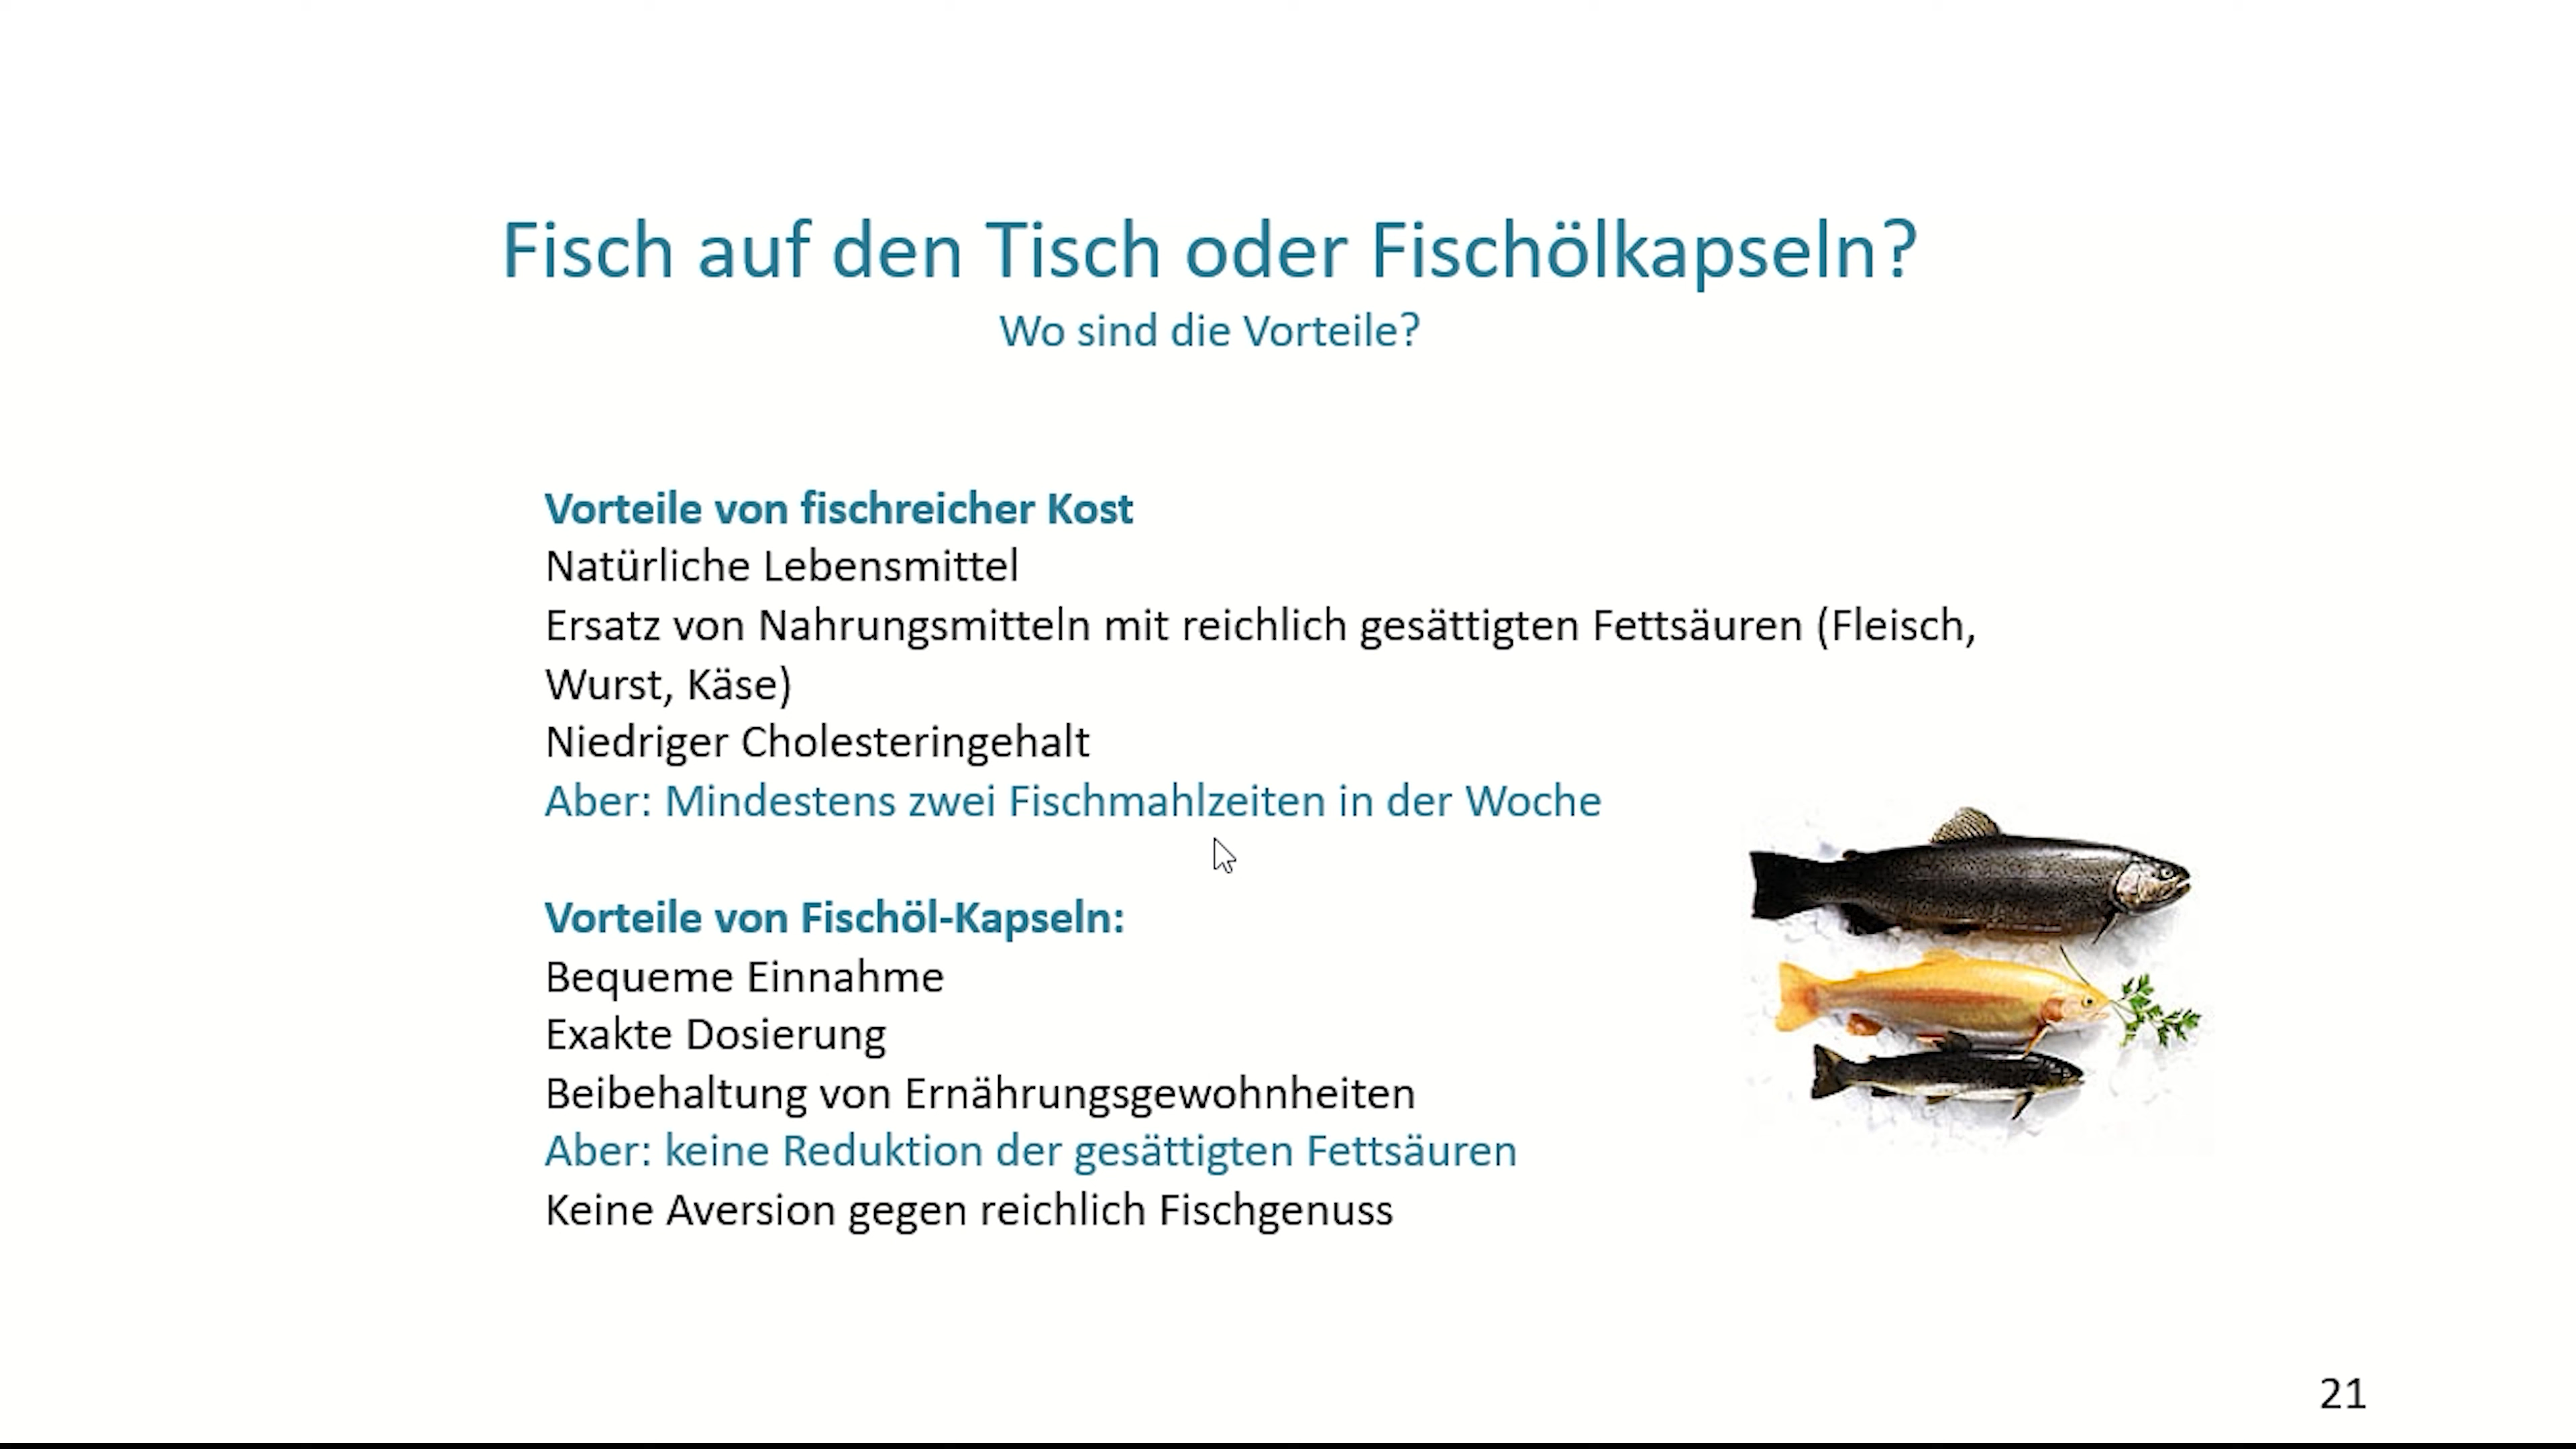 Fisch auf den Tisch oder Fischölkapseln?
Wo sind die Vorteile?
Vorteile von fischreicher Kost
Natürliche Lebensmittel
Ersatz von Nahrungsmitteln mit reichlich gesättigten Fettsäuren (Fleisch,
Wurst, Käse)
Niedriger Cholesteringehalt
Aber: Mindestens zwei Fischmahlzeiten in der Woche
Vorteile von Fischöl-Kapseln:
Bequeme Einnahme
Exakte Dosierung
Beibehaltung von Ernährungsgewohnheiten
Aber: keine Reduktion der gesättigten Fettsäuren
Keine Aversion gegen reichlich Fischgenuss
21